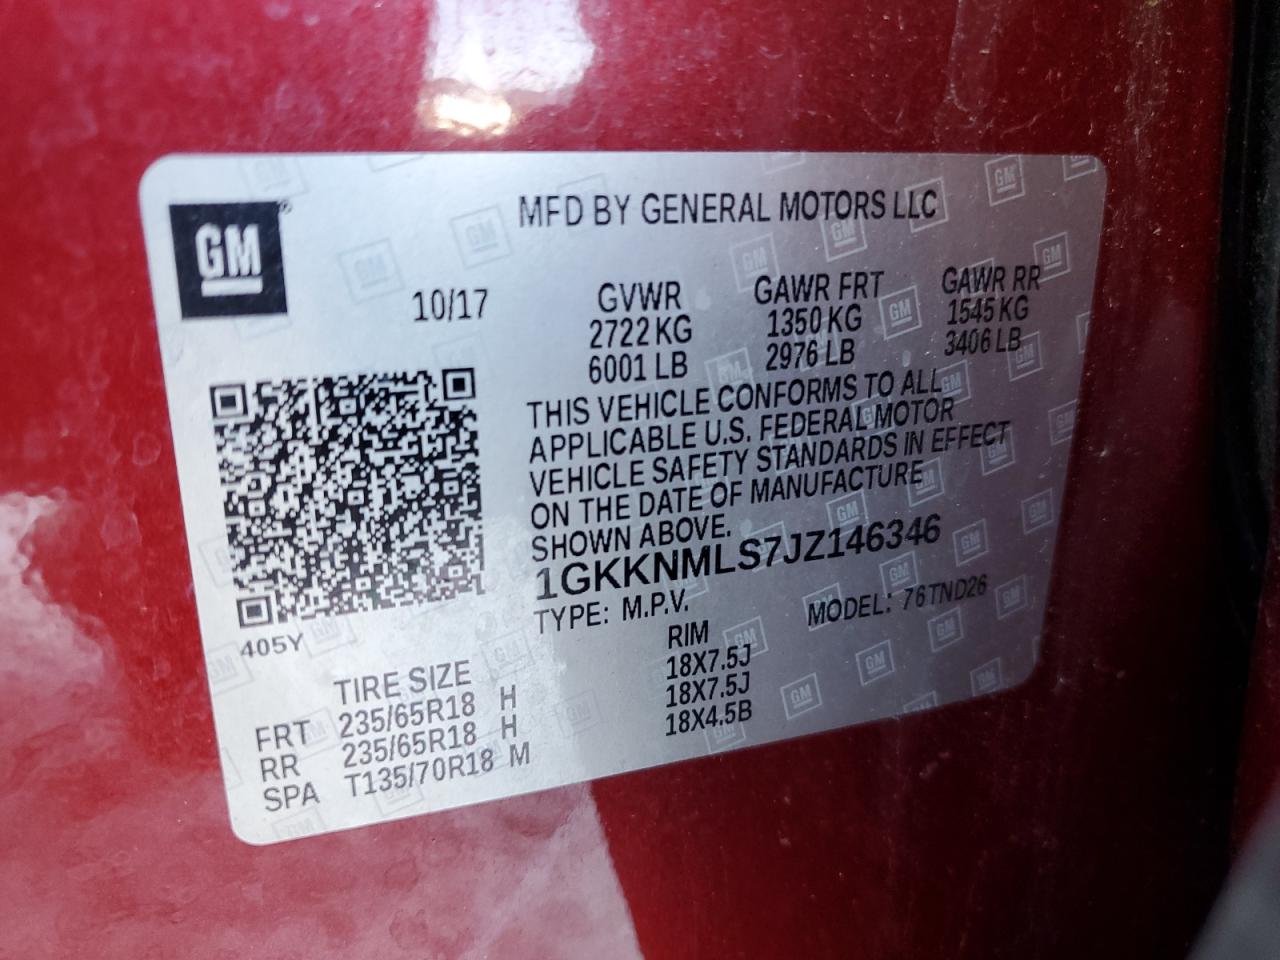 GM
MFD BY GENERAL MOTORS LLC
10/17
GVWR GAWR FRT GAWR RR
2722 KG 1350 KG 1545 KG
6001 LB 2976 LB 3406 LB
THIS VEHICLE CONFORMS TO ALL
APPLICABLE U.S. FEDERAL MOTOR
VEHICLE SAFETY STANDARDS IN EFFECT
ON THE DATE OF MANUFACTURE
SHOWN ABOVE.
1GKKNMLS7JZ146346
TYPE: M.P.V. MODEL: 76TND26
405Y
TIRE SIZE RIM
FRT 235/65R18 H 18X7.5J
RR 235/65R18 H 18X7.5J
SPA T135/70R18 M 18X4.5B